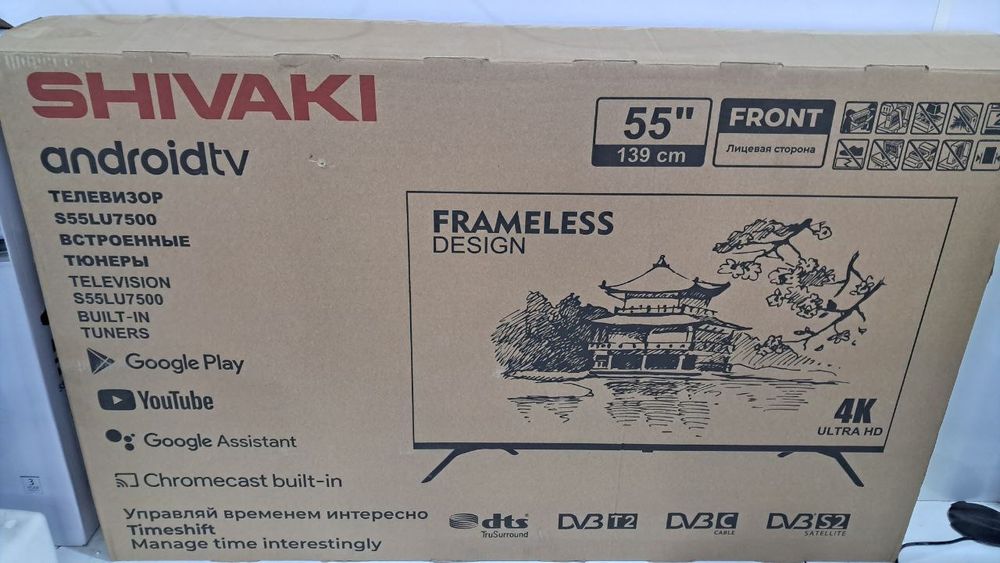 SHIVAKI
androidtv
ТЕЛЕВИЗОР
S55LU7500
ВСТРОЕННЫЕ
ТЮНЕРЫ
TELEVISION
S55LU7500
BUILT-IN
TUNERS
Google Play
YouTube
Google Assistant
Chromecast built-in
Управляй временем интересно
Timeshift
Manage time interestingly
55"
139 cm
FRONT
Лицевая сторона
FRAMELESS
DESIGN
4K
ULTRA HD
dts
TruSurround
DVB T2
DVB C
CABLE
DVB S2
SATELLITE
3